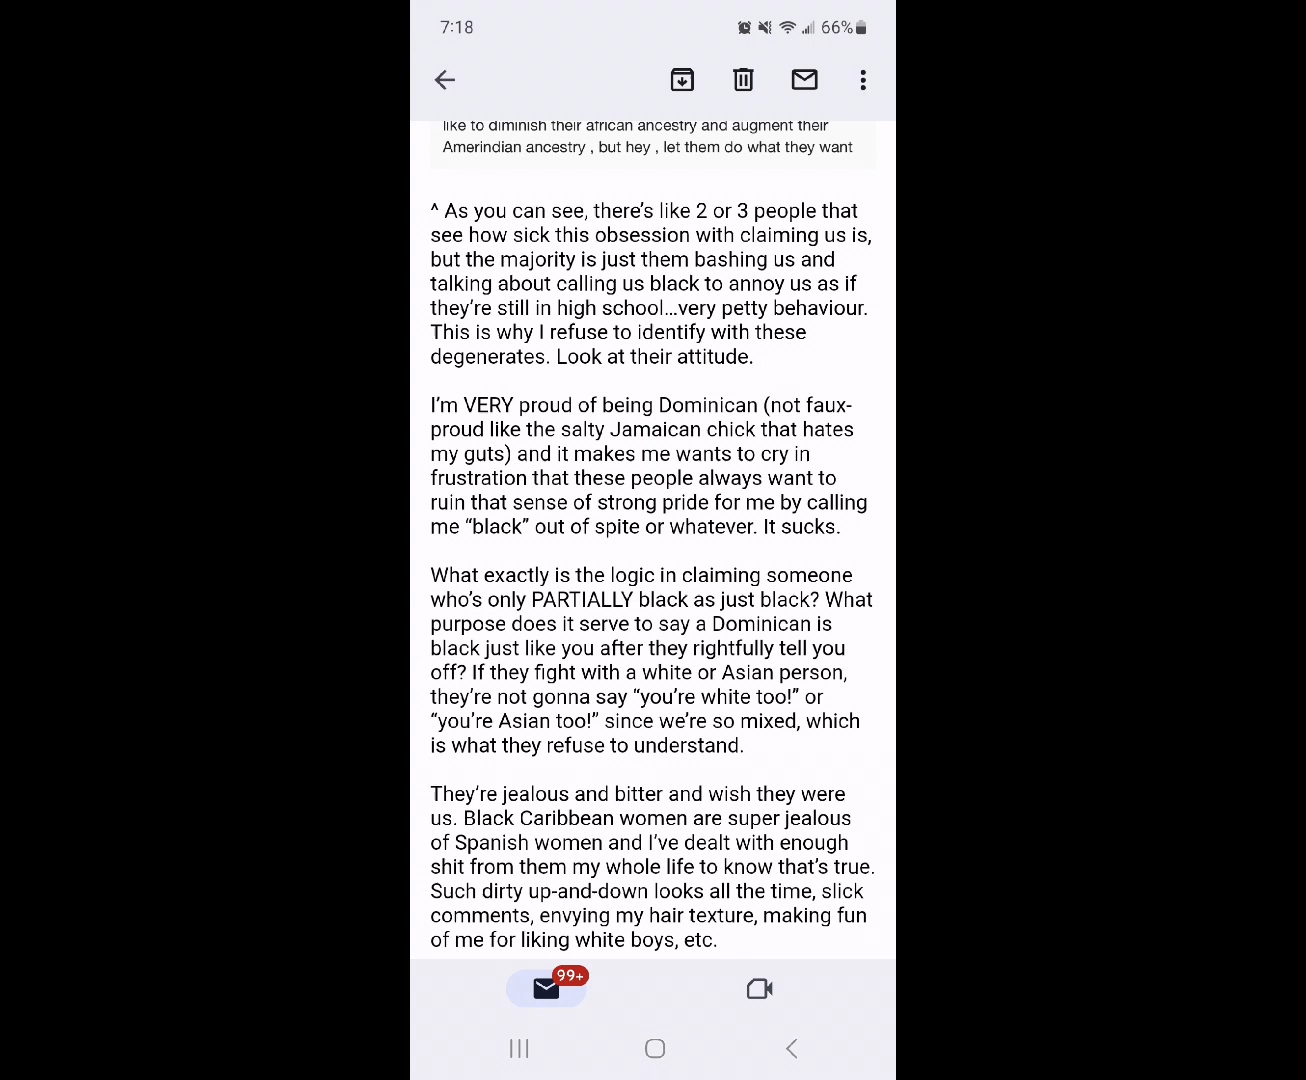 7:18
66%
like to diminish their african ancestry and augment their
Amerindian ancestry , but hey , let them do what they want
^ As you can see, there's like 2 or 3 people that
see how sick this obsession with claiming us is,
but the majority is just them bashing us and
talking about calling us black to annoy us as if
they're still in high school...very petty behaviour.
This is why I refuse to identify with these
degenerates. Look at their attitude.
I'm VERY proud of being Dominican (not faux-
proud like the salty Jamaican chick that hates
my guts) and it makes me wants to cry in
frustration that these people always want to
ruin that sense of strong pride for me by calling
me “black” out of spite or whatever. It sucks.
What exactly is the logic in claiming someone
who's only PARTIALLY black as just black? What
purpose does it serve to say a Dominican is
black just like you after they rightfully tell you
off? If they fight with a white or Asian person,
they're not gonna say “you're white too!” or
“you're Asian too!” since we're so mixed, which
is what they refuse to understand.
They're jealous and bitter and wish they were
us. Black Caribbean women are super jealous
of Spanish women and I've dealt with enough
shit from them my whole life to know that's true.
Such dirty up-and-down looks all the time, slick
comments, envying my hair texture, making fun
of me for liking white boys, etc.
99+